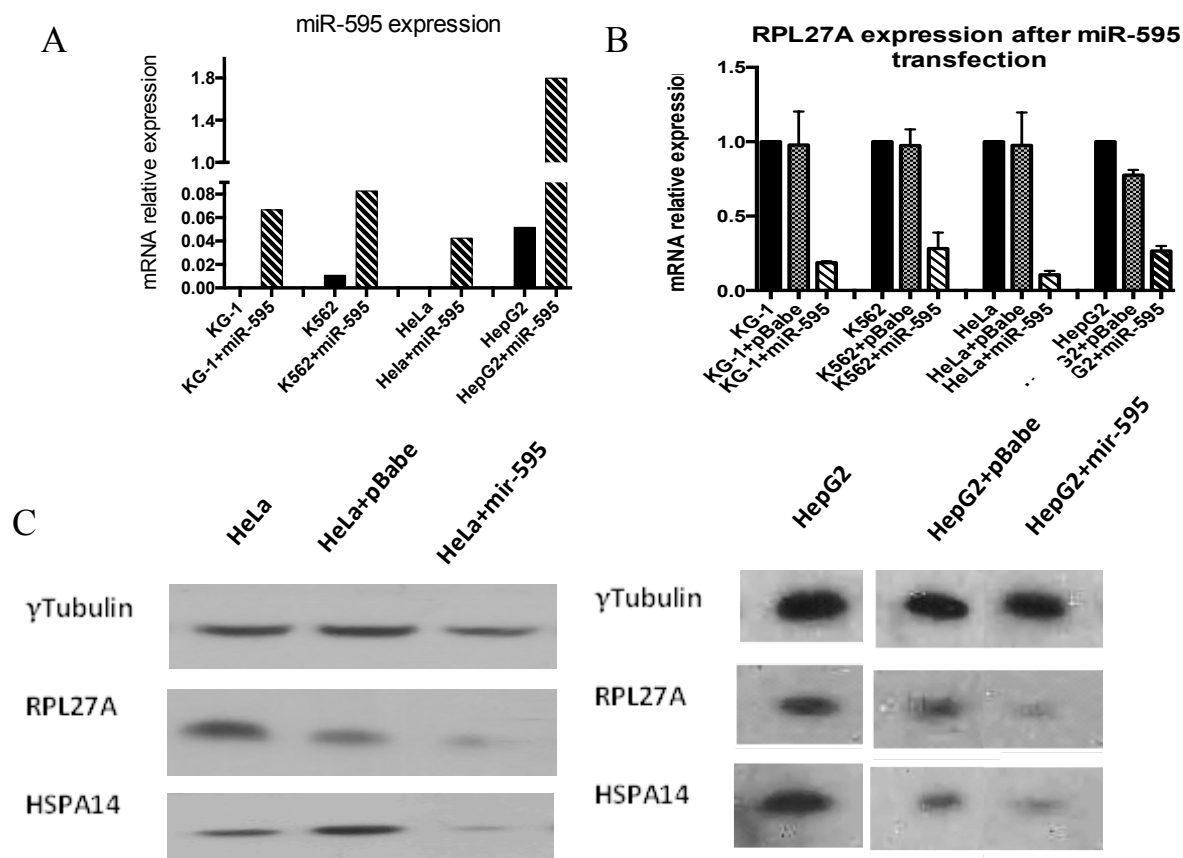 A
miR-595 expression
mRNA relative expression
1.8
1.4
1.0
0.08
0.06
0.04
0.02
0.00
KG-1
KG-1+miR-595
K562
K562+miR-595
HeLa
Hela+miR-595
HepG2
HepG2+miR-595
B
RPL27A expression after miR-595
transfection
mRNA relative expression
1.5
1.0
0.5
0.0
KG-1
KG-1+pBabe
KG-1+miR-595
K562
K562+pBabe
K562+miR-595
HeLa
HeLa+pBabe
HeLa+miR-595
HepG2
32+pBabe
G2+miR-595
C
HeLa
HeLa+pBabe
HeLa+mir-595
γTubulin
RPL27A
HSPA14
HepG2
HepG2+pBabe
HepG2+mir-595
γTubulin
RPL27A
HSPA14